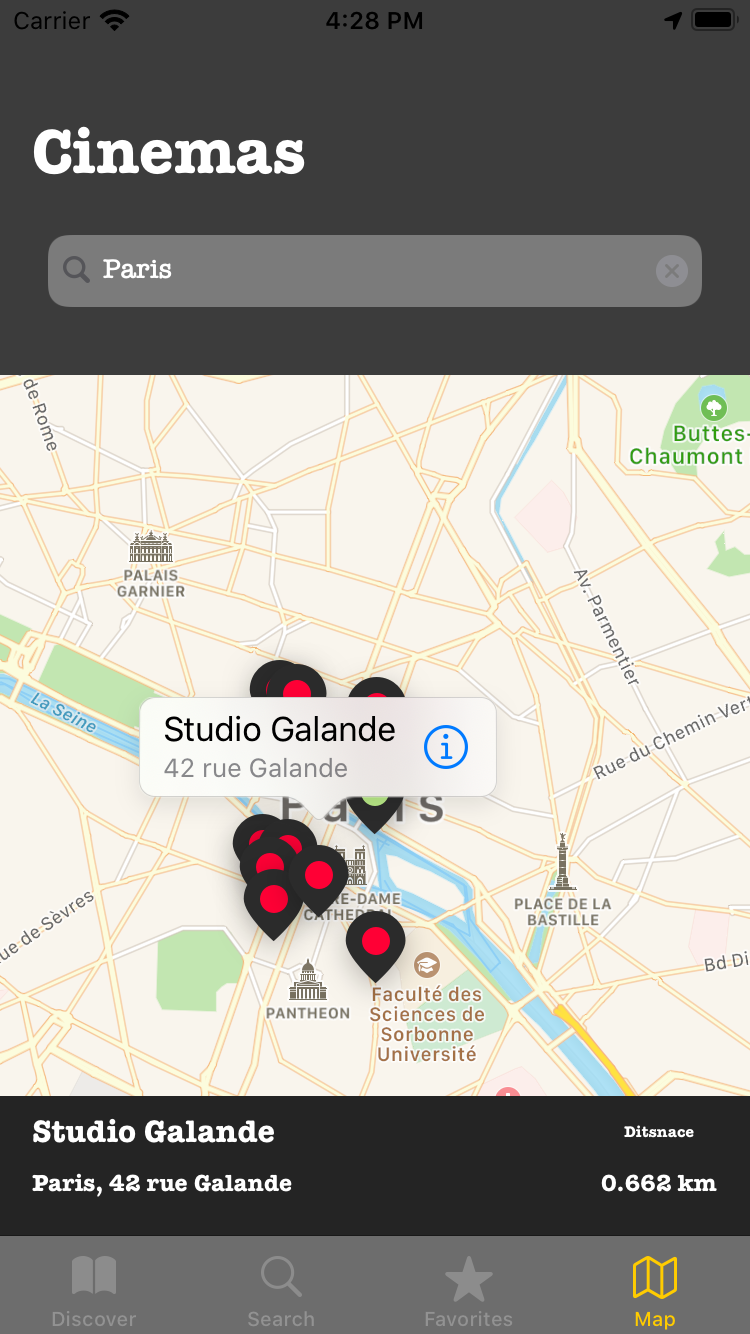 Carrier
4:28 PM
Cinemas
Paris
de Rome
Buttes-
Chaumont
PALAIS
GARNIER
Av. Parmentier
La Seine
Studio Galande
42 rue Galande
Rue du Chemin Vert
Paris
RE-DAME
CATHEDRAL
PLACE DE LA
BASTILLE
ue de Sèvres
Bd Di
PANTHEON
Faculté des
Sciences de
Sorbonne
Université
Studio Galande
Ditsnace
Paris, 42 rue Galande
0.662 km
Discover
Search
Favorites
Map